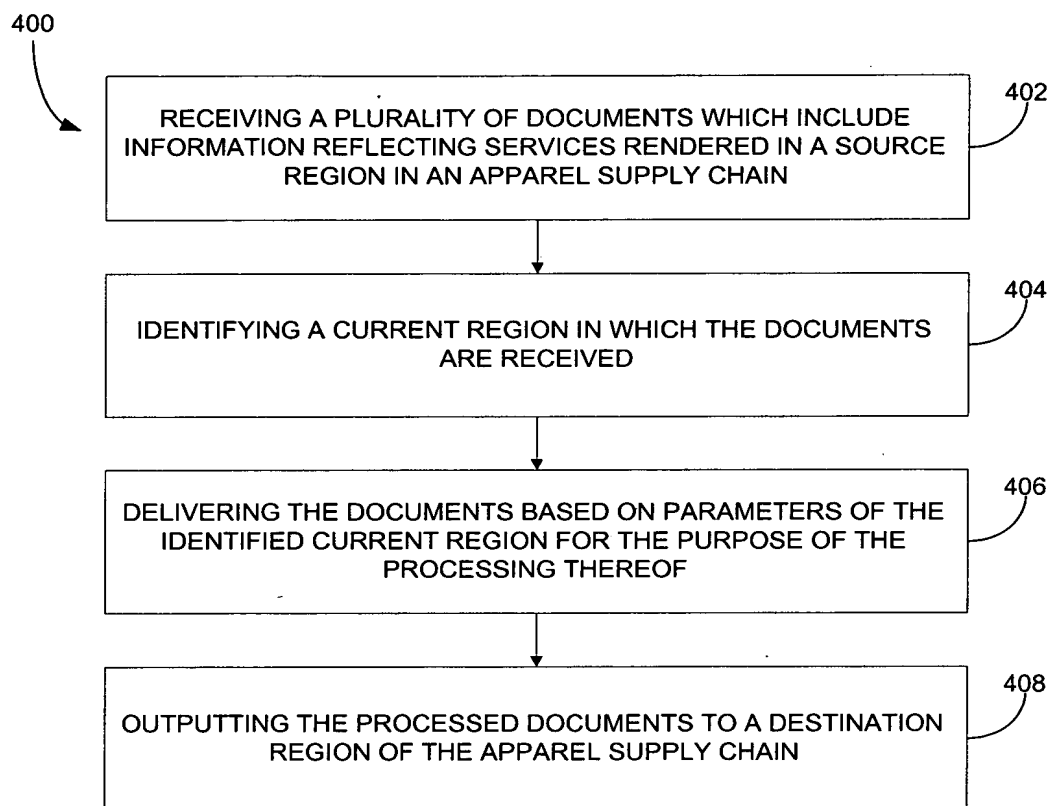 400
RECEIVING A PLURALITY OF DOCUMENTS WHICH INCLUDE
INFORMATION REFLECTING SERVICES RENDERED IN A SOURCE
REGION IN AN APPAREL SUPPLY CHAIN
402
IDENTIFYING A CURRENT REGION IN WHICH THE DOCUMENTS
ARE RECEIVED
404
DELIVERING THE DOCUMENTS BASED ON PARAMETERS OF THE
IDENTIFIED CURRENT REGION FOR THE PURPOSE OF THE
PROCESSING THEREOF
406
OUTPUTTING THE PROCESSED DOCUMENTS TO A DESTINATION
REGION OF THE APPAREL SUPPLY CHAIN
408